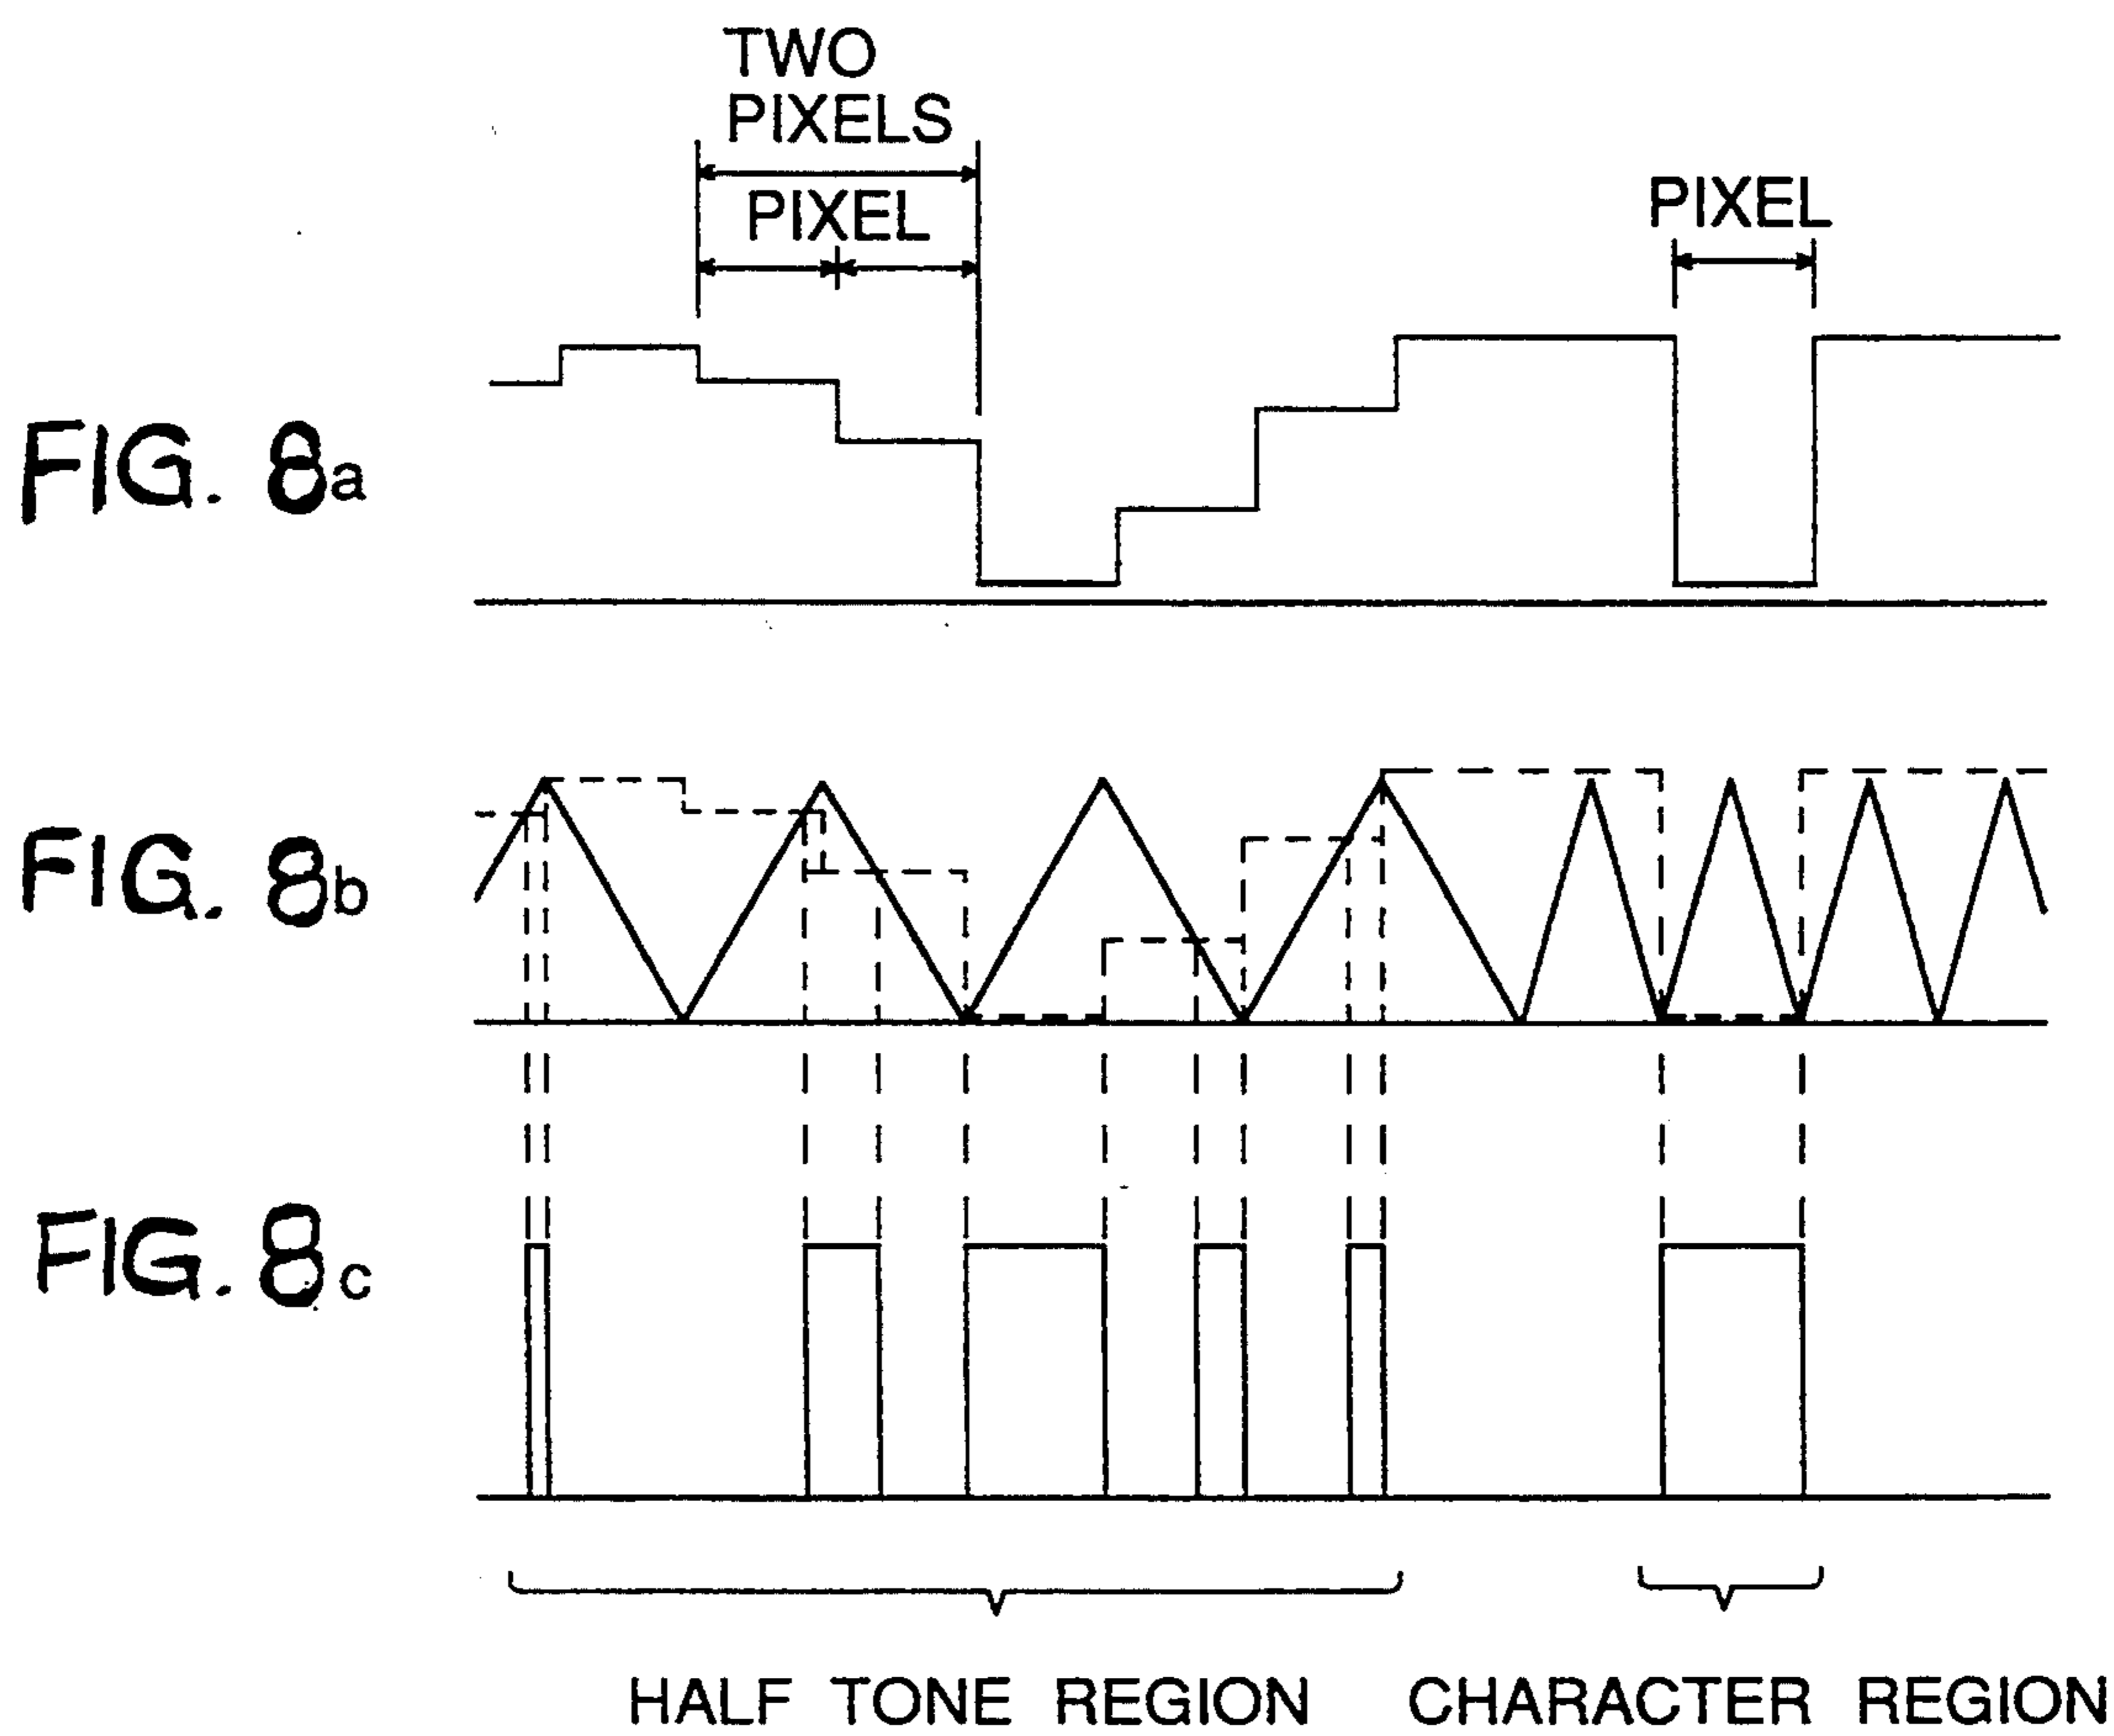 TWO
PIXELS
PIXEL
PIXEL
FIG. 8a
FIG. 8b
FIG. 8c
HALF TONE REGION
CHARACTER REGION